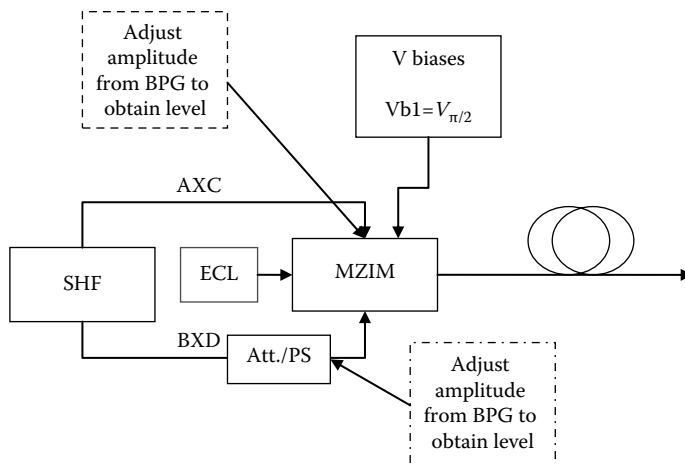 Adjust
amplitude
from BPG to
obtain level
V biases
Vb1=V_{π/2}
AXC
SHF
ECL
MZIM
BXD
Att./PS
Adjust
amplitude
from BPG to
obtain level